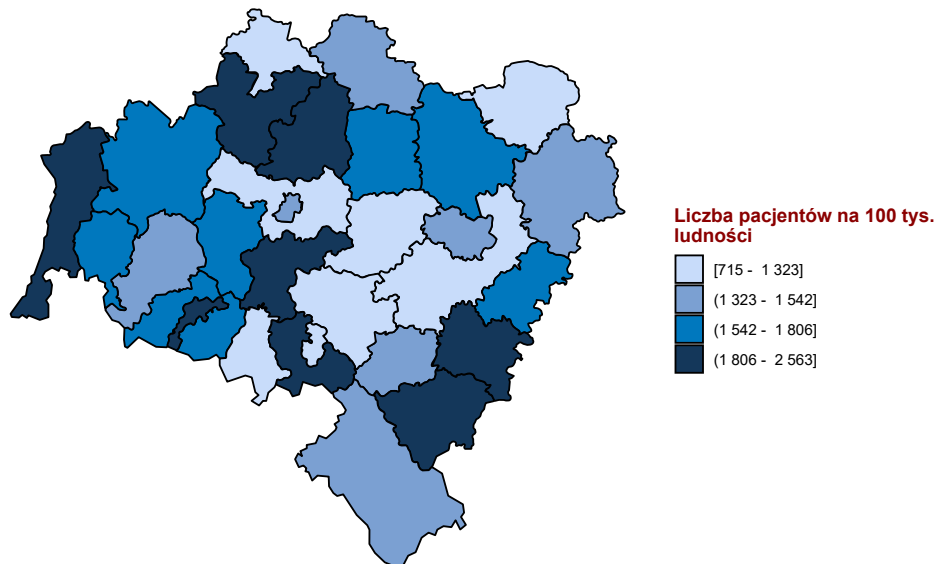 Liczba pacjentów na 100 tys.
ludności
[715 - 1 323]
(1 323 - 1 542]
(1 542 - 1 806]
(1 806 - 2 563]